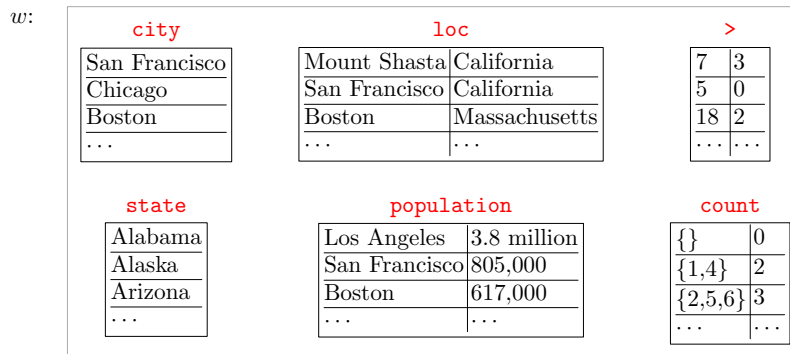 w:
city loc >
San Francisco Mount Shasta California 7 3
Chicago San Francisco California 5 0
Boston Boston Massachusetts 18 2
... ... ... ... ...
state population count
Alabama Los Angeles 3.8 million {} 0
Alaska San Francisco 805,000 {1,4} 2
Arizona Boston 617,000 {2,5,6} 3
... ... ... ... ...